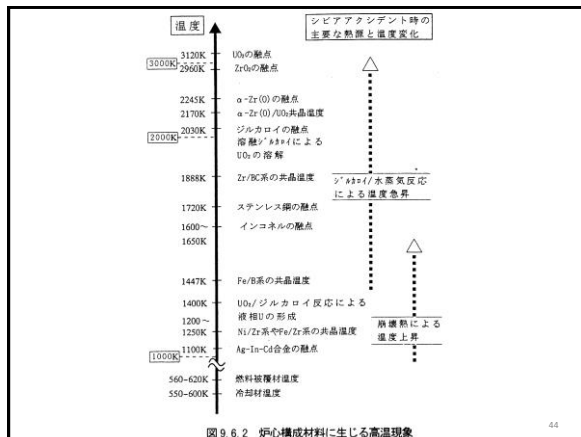 温度
シビアアクシデント時の
主要な熱源と温度変化
3120K UO₂の融点
3000K
2960K ZrO₂の融点
2245K α-Zr(O)の融点
2170K α-Zr(O)/UO₂共晶温度
2030K ジルカロイの融点
2000K
溶融ジルカロイによる
UO₂の溶解
1888K Zr/BC系の共晶温度
ジルカロイ/水蒸気反応
による温度急昇
1720K ステンレス鋼の融点
1600~ インコネルの融点
1650K
1447K Fe/B系の共晶温度
1400K UO₂/ジルカロイ反応による
液相Uの形成
1200~
1250K Ni/Zr系やFe/Zr系の共晶温度
崩壊熱による
温度上昇
1100K Ag-In-Cd合金の融点
1000K
560-620K 燃料被覆材温度
550-600K 冷却材温度
図9.6.2 炉心構成材料に生じる高温現象
44